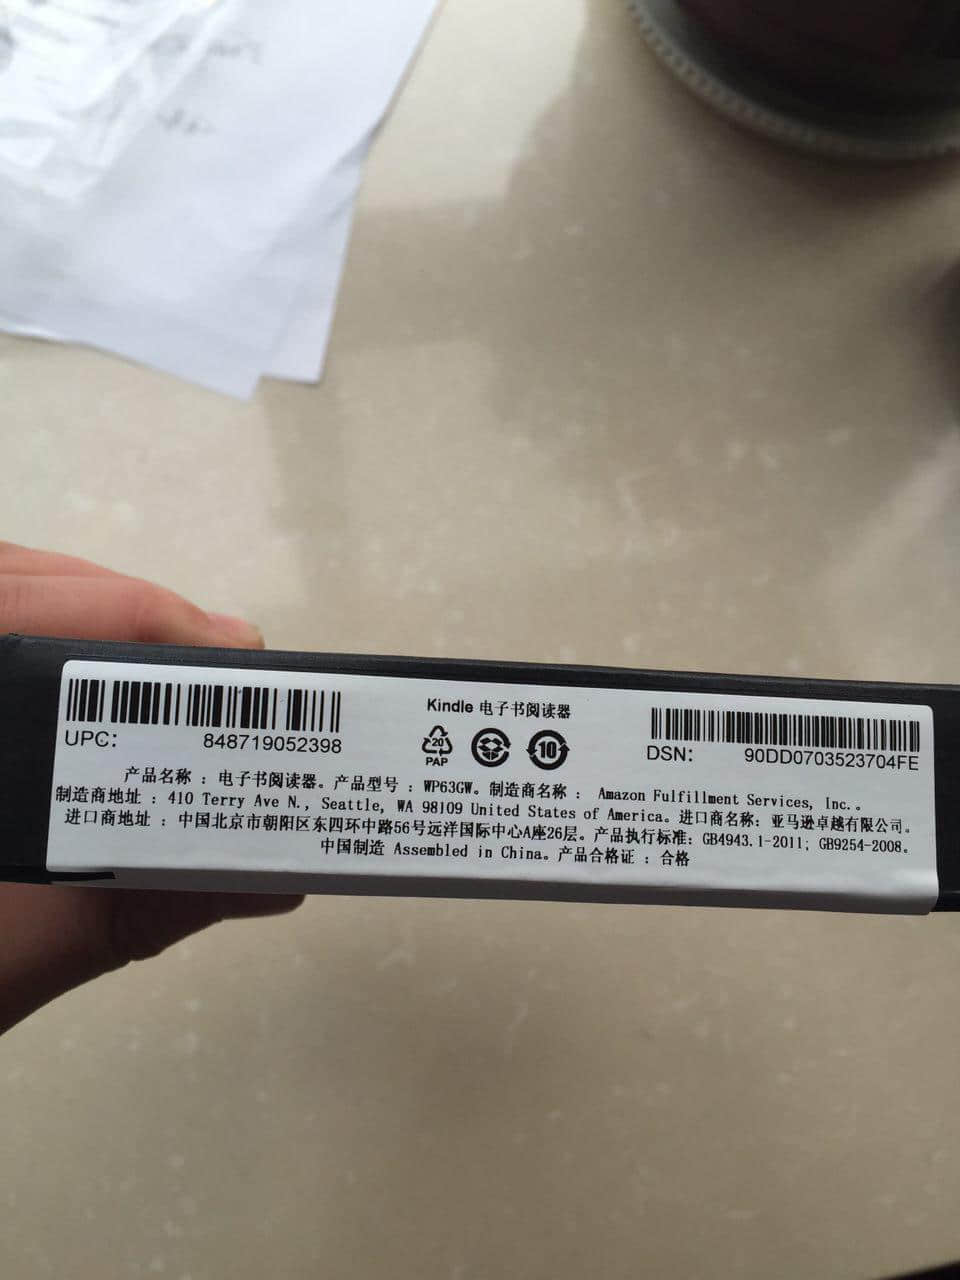 Kindle 电子书阅读器
UPC: 848719052398
20
PAP
10
DSN: 90DD0703523704FE
产品名称 : 电子书阅读器。产品型号 : WP63GW。制造商名称 : Amazon Fulfillment Services, Inc.。
制造商地址 : 410 Terry Ave N., Seattle, WA 98109 United States of America。进口商名称: 亚马逊卓越有限公司。
进口商地址 : 中国北京市朝阳区东四环中路56号远洋国际中心A座26层。产品执行标准: GB4943.1-2011; GB9254-2008。
中国制造 Assembled in China。产品合格证 : 合格